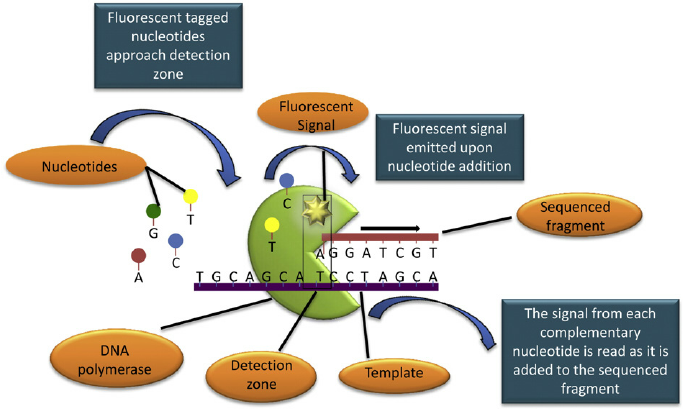 Fluorescent tagged
nucleotides
approach detection
zone
Fluorescent
Signal
Fluorescent signal
emitted upon
nucleotide addition
Nucleotides
C
T
G
C
A
T
Sequenced
fragment
AGGATCGT
TGCAGCATCCTAGCA
DNA
polymerase
Detection
zone
Template
The signal from each
complementary
nucleotide is read as it is
added to the sequenced
fragment